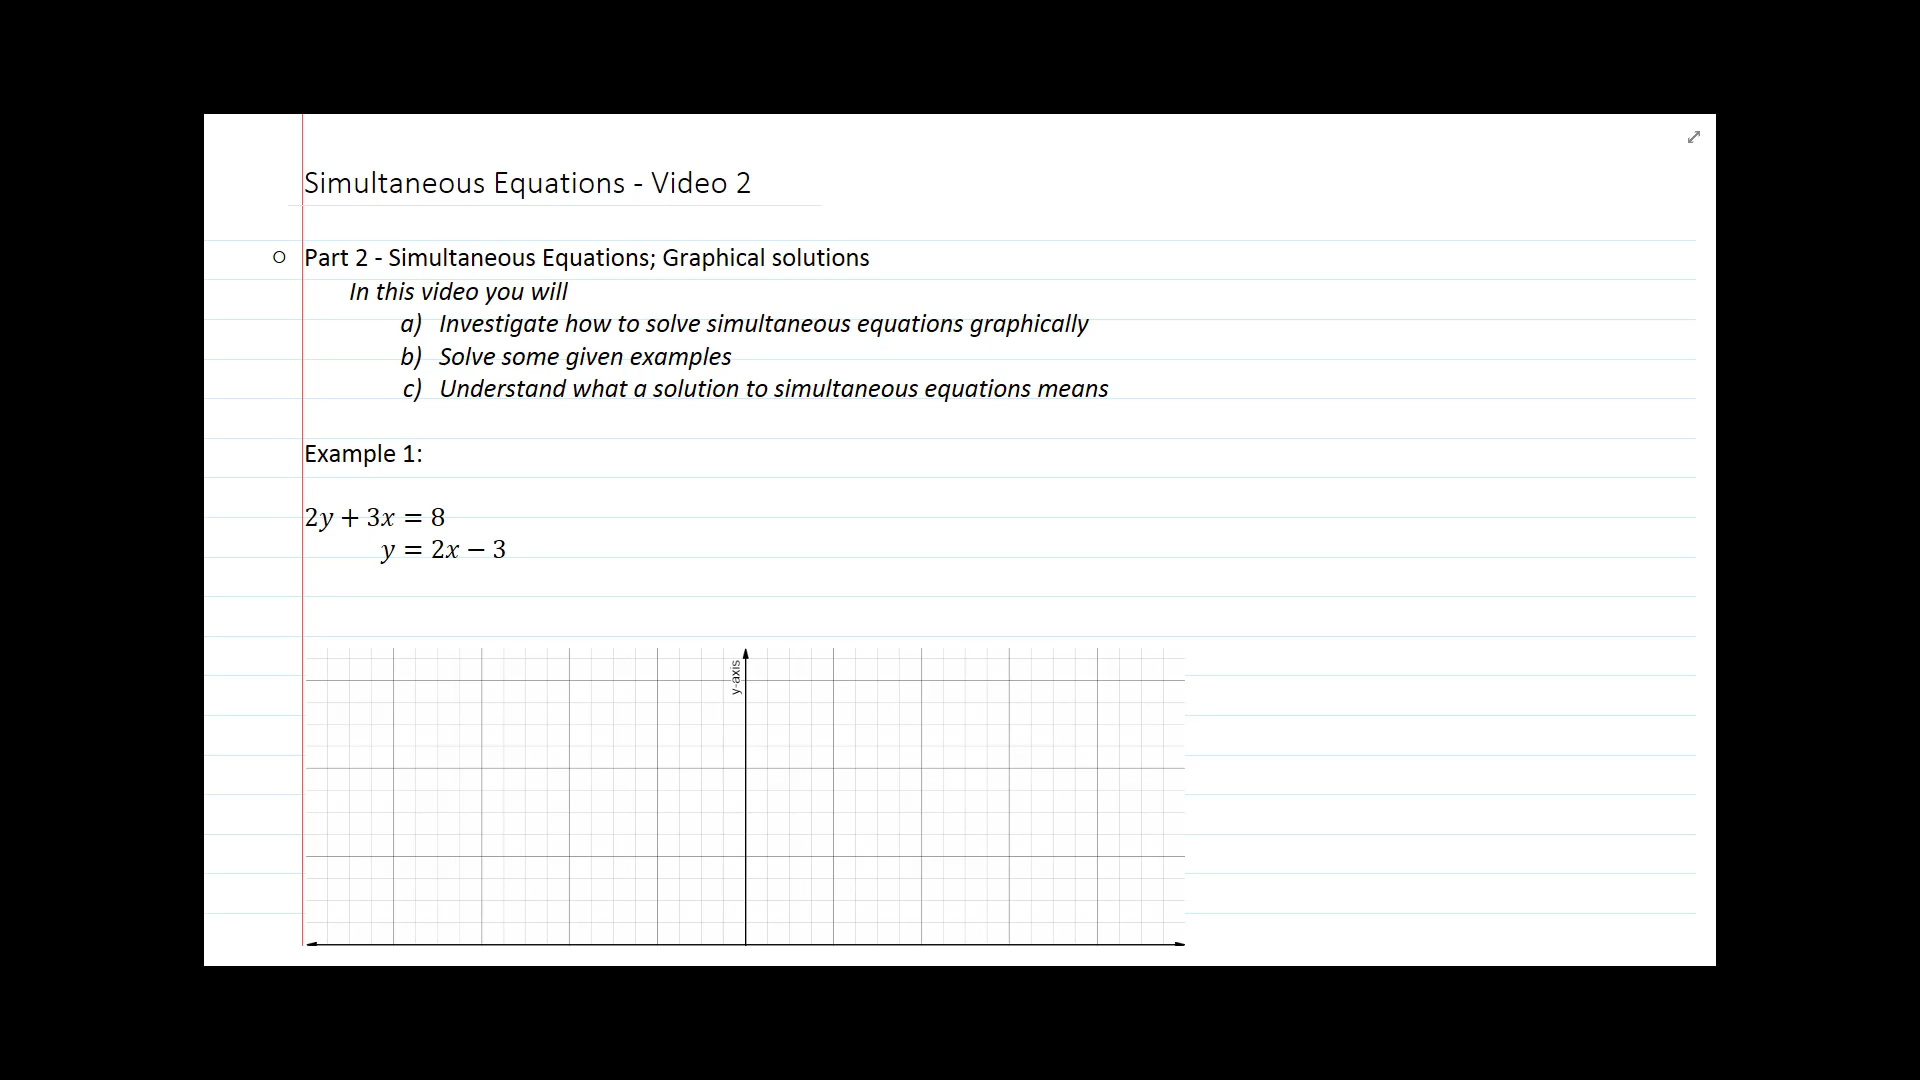 Simultaneous Equations - Video 2
Part 2 - Simultaneous Equations; Graphical solutions
In this video you will
a) Investigate how to solve simultaneous equations graphically
b) Solve some given examples
c) Understand what a solution to simultaneous equations means
Example 1:
2y + 3x = 8
y = 2x − 3
y-axis